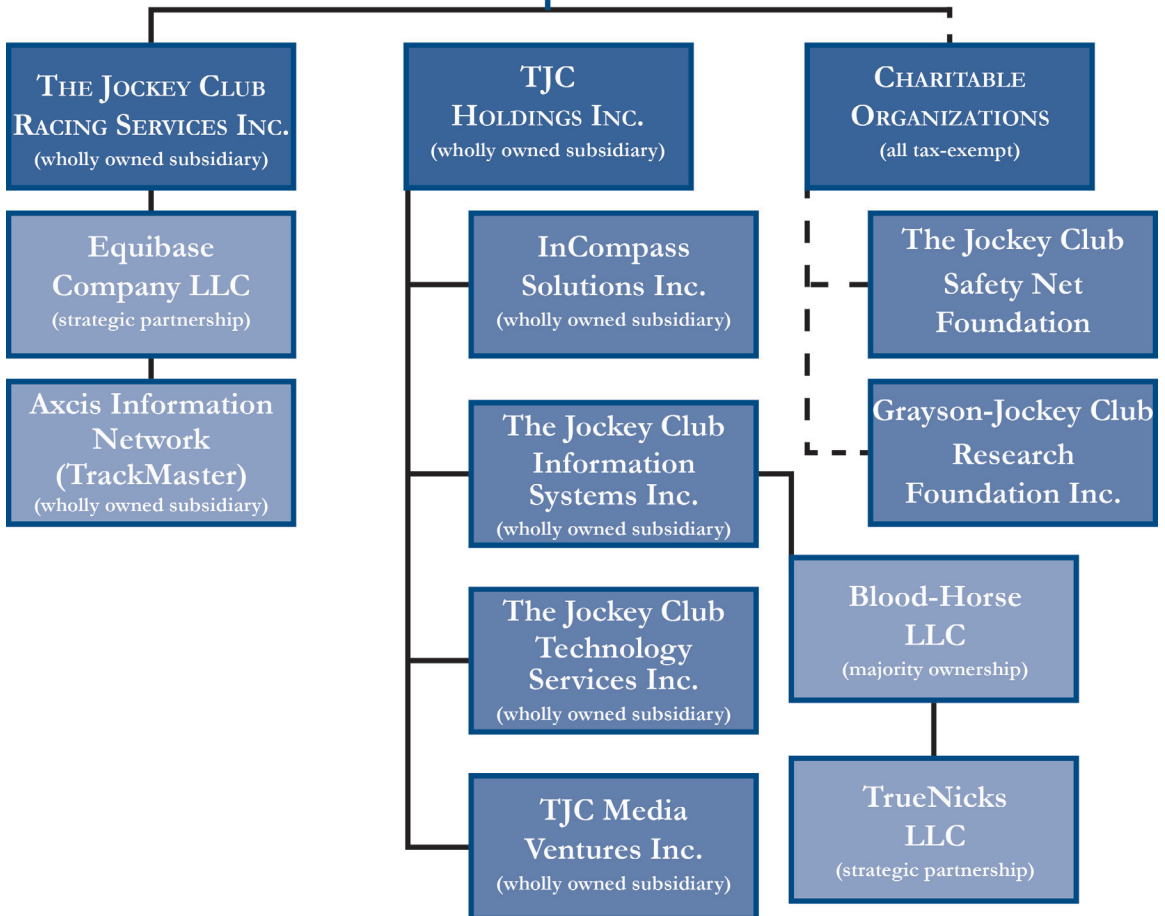 THE JOCKEY CLUB
RACING SERVICES INC.
(wholly owned subsidiary)
Equibase
Company LLC
(strategic partnership)
Axcis Information
Network
(TrackMaster)
(wholly owned subsidiary)
TJC
HOLDINGS INC.
(wholly owned subsidiary)
InCompass
Solutions Inc.
(wholly owned subsidiary)
The Jockey Club
Information
Systems Inc.
(wholly owned subsidiary)
The Jockey Club
Technology
Services Inc.
(wholly owned subsidiary)
TJC Media
Ventures Inc.
(wholly owned subsidiary)
CHARITABLE
ORGANIZATIONS
(all tax-exempt)
The Jockey Club
Safety Net
Foundation
Grayson-Jockey Club
Research
Foundation Inc.
Blood-Horse
LLC
(majority ownership)
TrueNicks
LLC
(strategic partnership)